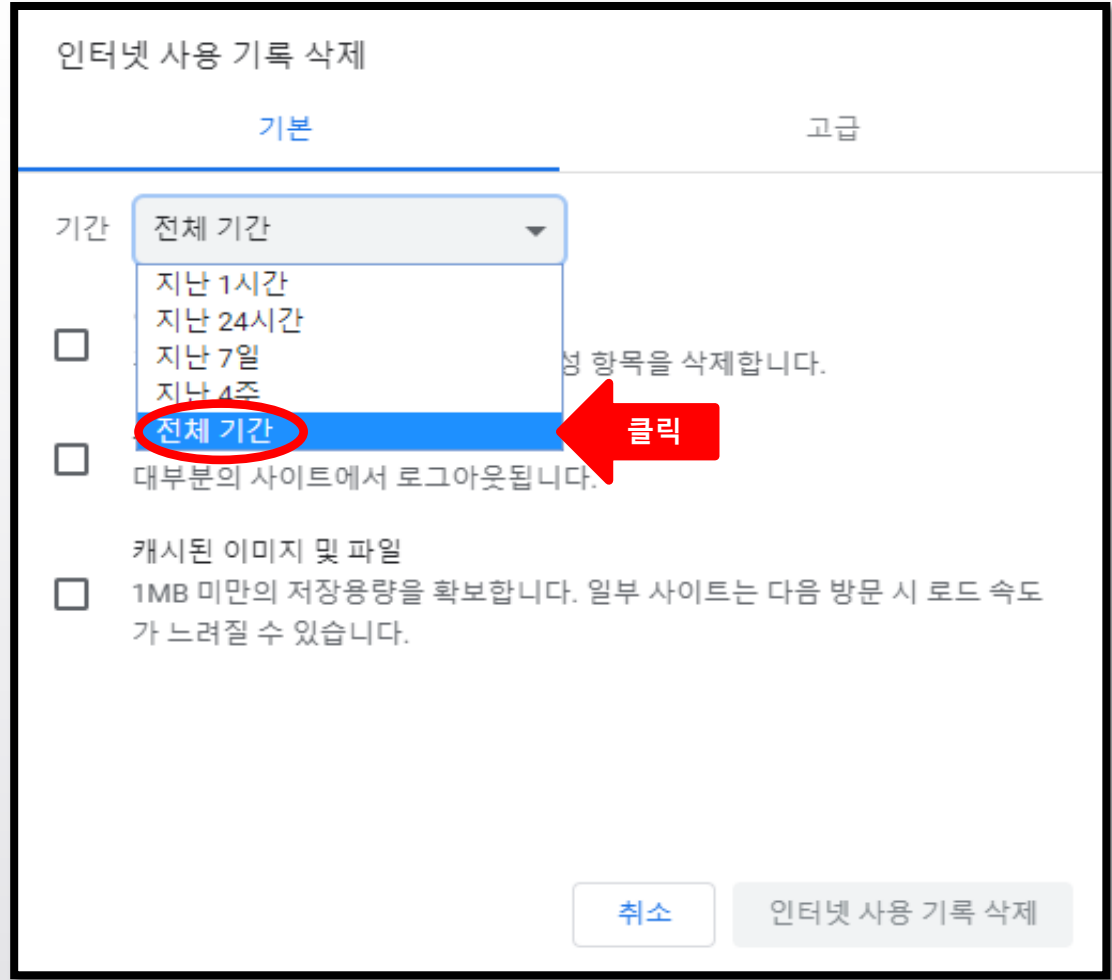 인터넷 사용 기록 삭제
기본 고급
기간 전체 기간
지난 1시간
지난 24시간
지난 7일
성 항목을 삭제합니다.
지난 4주
전체 기간
클릭
대부분의 사이트에서 로그아웃됩니다.
캐시된 이미지 및 파일
1MB 미만의 저장용량을 확보합니다. 일부 사이트는 다음 방문 시 로드 속도
가 느려질 수 있습니다.
취소 인터넷 사용 기록 삭제